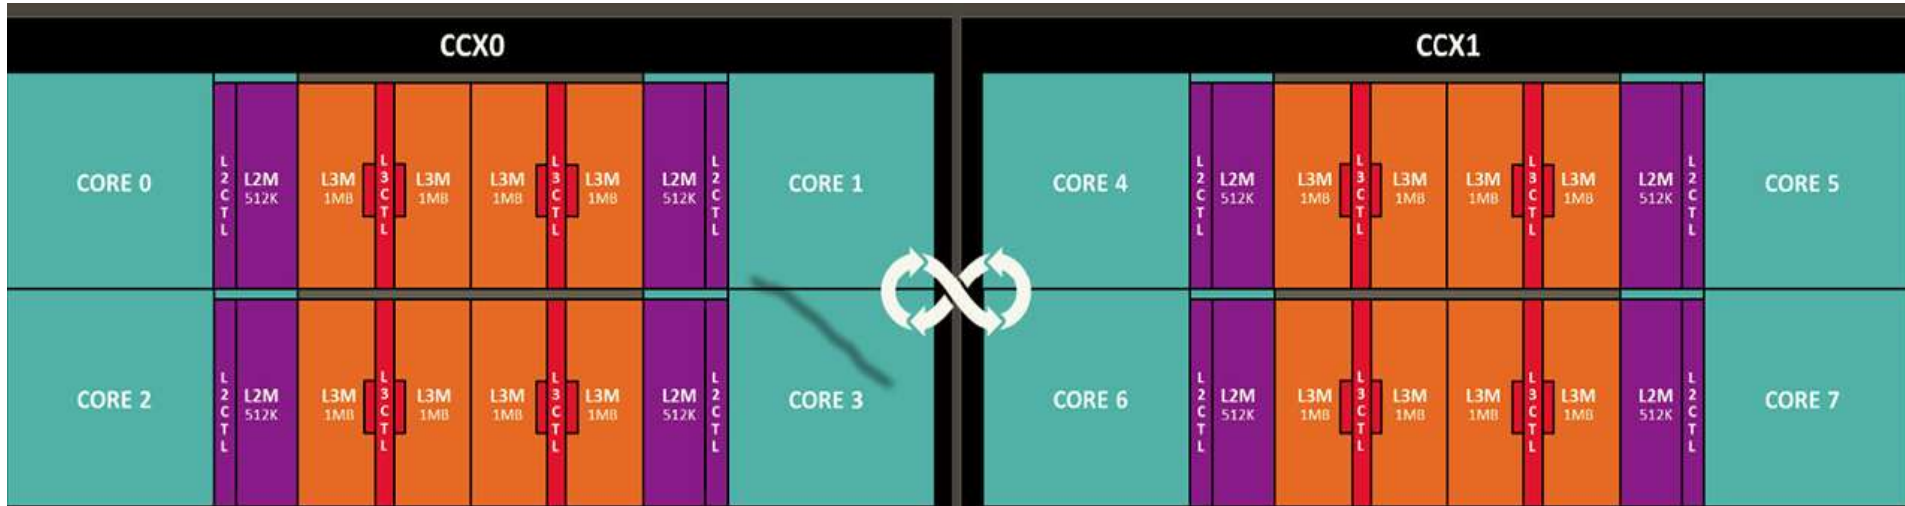 CCX0
CCX1
CORE 0
L2CTL
L2M
512K
L3M
1MB
L3CTL
L3M
1MB
L3M
1MB
L3CTL
L3M
1MB
L2M
512K
L2CTL
CORE 1
CORE 4
L2CTL
L2M
512K
L3M
1MB
L3CTL
L3M
1MB
L3M
1MB
L3CTL
L3M
1MB
L2M
512K
L2CTL
CORE 5
CORE 2
L2CTL
L2M
512K
L3M
1MB
L3CTL
L3M
1MB
L3M
1MB
L3CTL
L3M
1MB
L2M
512K
L2CTL
CORE 3
CORE 6
L2CTL
L2M
512K
L3M
1MB
L3CTL
L3M
1MB
L3M
1MB
L3CTL
L3M
1MB
L2M
512K
L2CTL
CORE 7